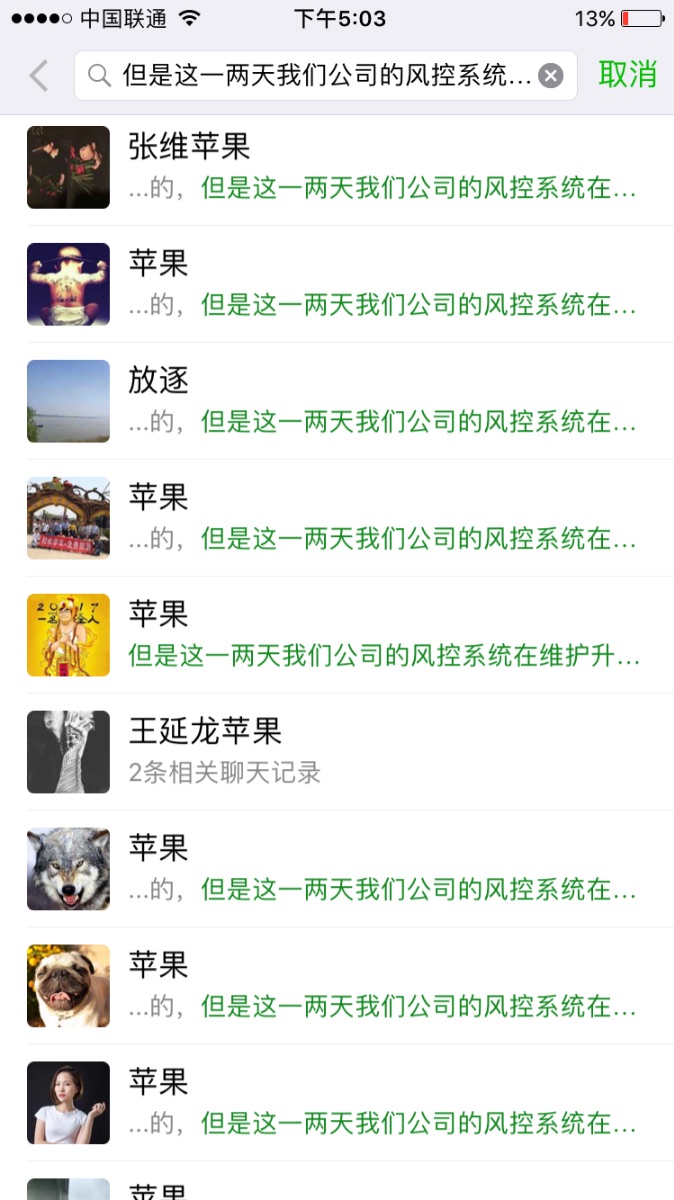 中国联通 下午5:03 13%
但是这一两天我们公司的风控系统... 取消
张维苹果
...的，但是这一两天我们公司的风控系统在...
苹果
...的，但是这一两天我们公司的风控系统在...
放逐
...的，但是这一两天我们公司的风控系统在...
苹果
...的，但是这一两天我们公司的风控系统在...
2017
一名 全人
苹果
但是这一两天我们公司的风控系统在维护升...
王延龙苹果
2条相关聊天记录
苹果
...的，但是这一两天我们公司的风控系统在...
苹果
...的，但是这一两天我们公司的风控系统在...
苹果
...的，但是这一两天我们公司的风控系统在...
苹果